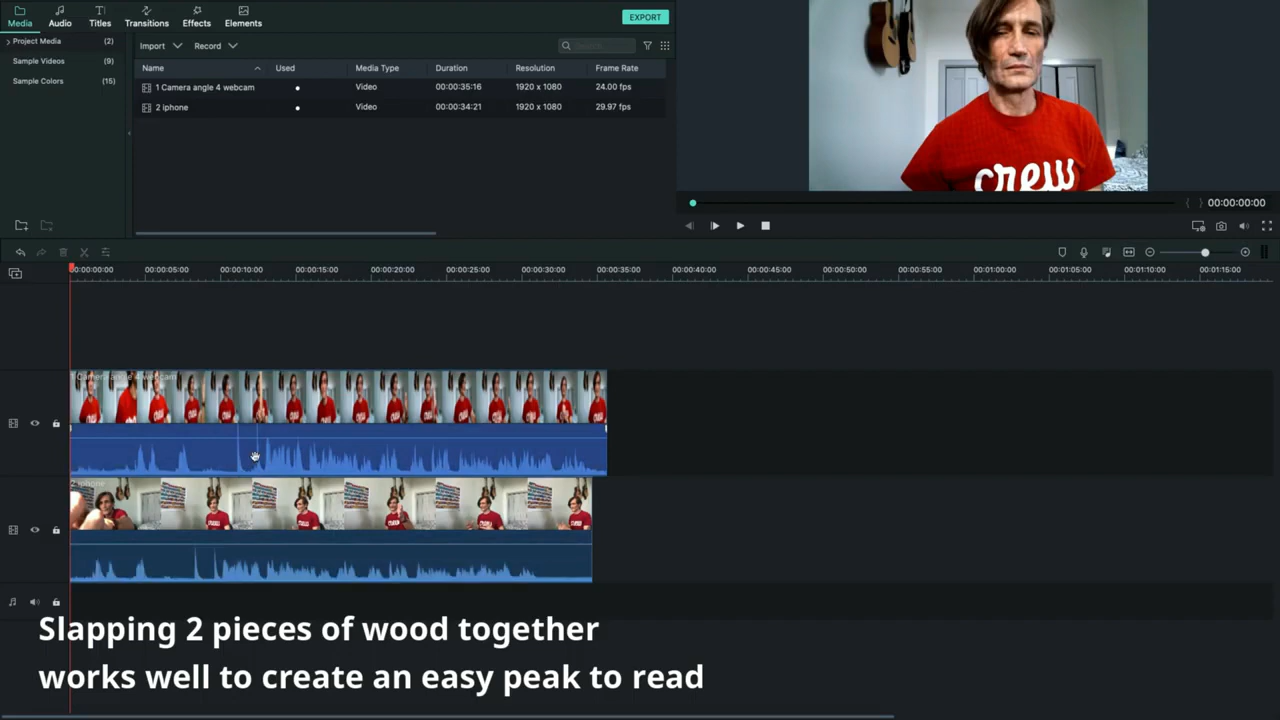 Media Audio Titles Transitions Effects Elements EXPORT
Project Media (2) Import Record
Sample Videos (9) Name Used Media Type Duration Resolution Frame Rate
Sample Colors (15) 1 Camera angle 4 webcam Video 00:00:35:16 1920 x 1080 24.00 fps
2 iphone Video 00:00:34:21 1920 x 1080 29.97 fps
crew
00:00:00:00
00:00:00:00 00:00:05:00 00:00:10:00 00:00:15:00 00:00:20:00 00:00:25:00 00:00:30:00 00:00:35:00 00:00:40:00 00:00:45:00 00:00:50:00 00:00:55:00 00:01:00:00 00:01:05:00 00:01:10:00 00:01:15:00
1 Camera angle 4 webcam
2 iphone
Slapping 2 pieces of wood together
works well to create an easy peak to read